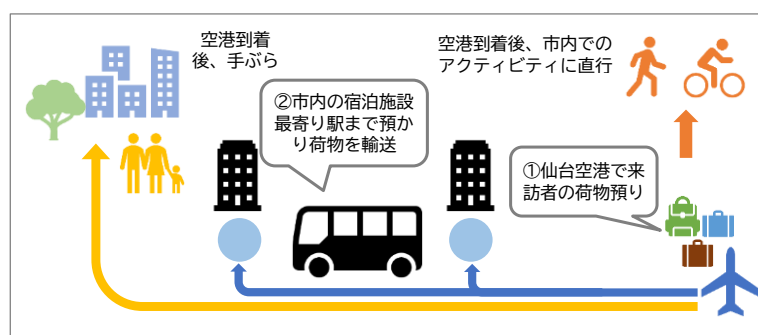 空港到着
後、手ぶら
空港到着後、市内での
アクティビティに直行
②市内の宿泊施設
最寄り駅まで預か
り荷物を輸送
①仙台空港で来
訪者の荷物預り